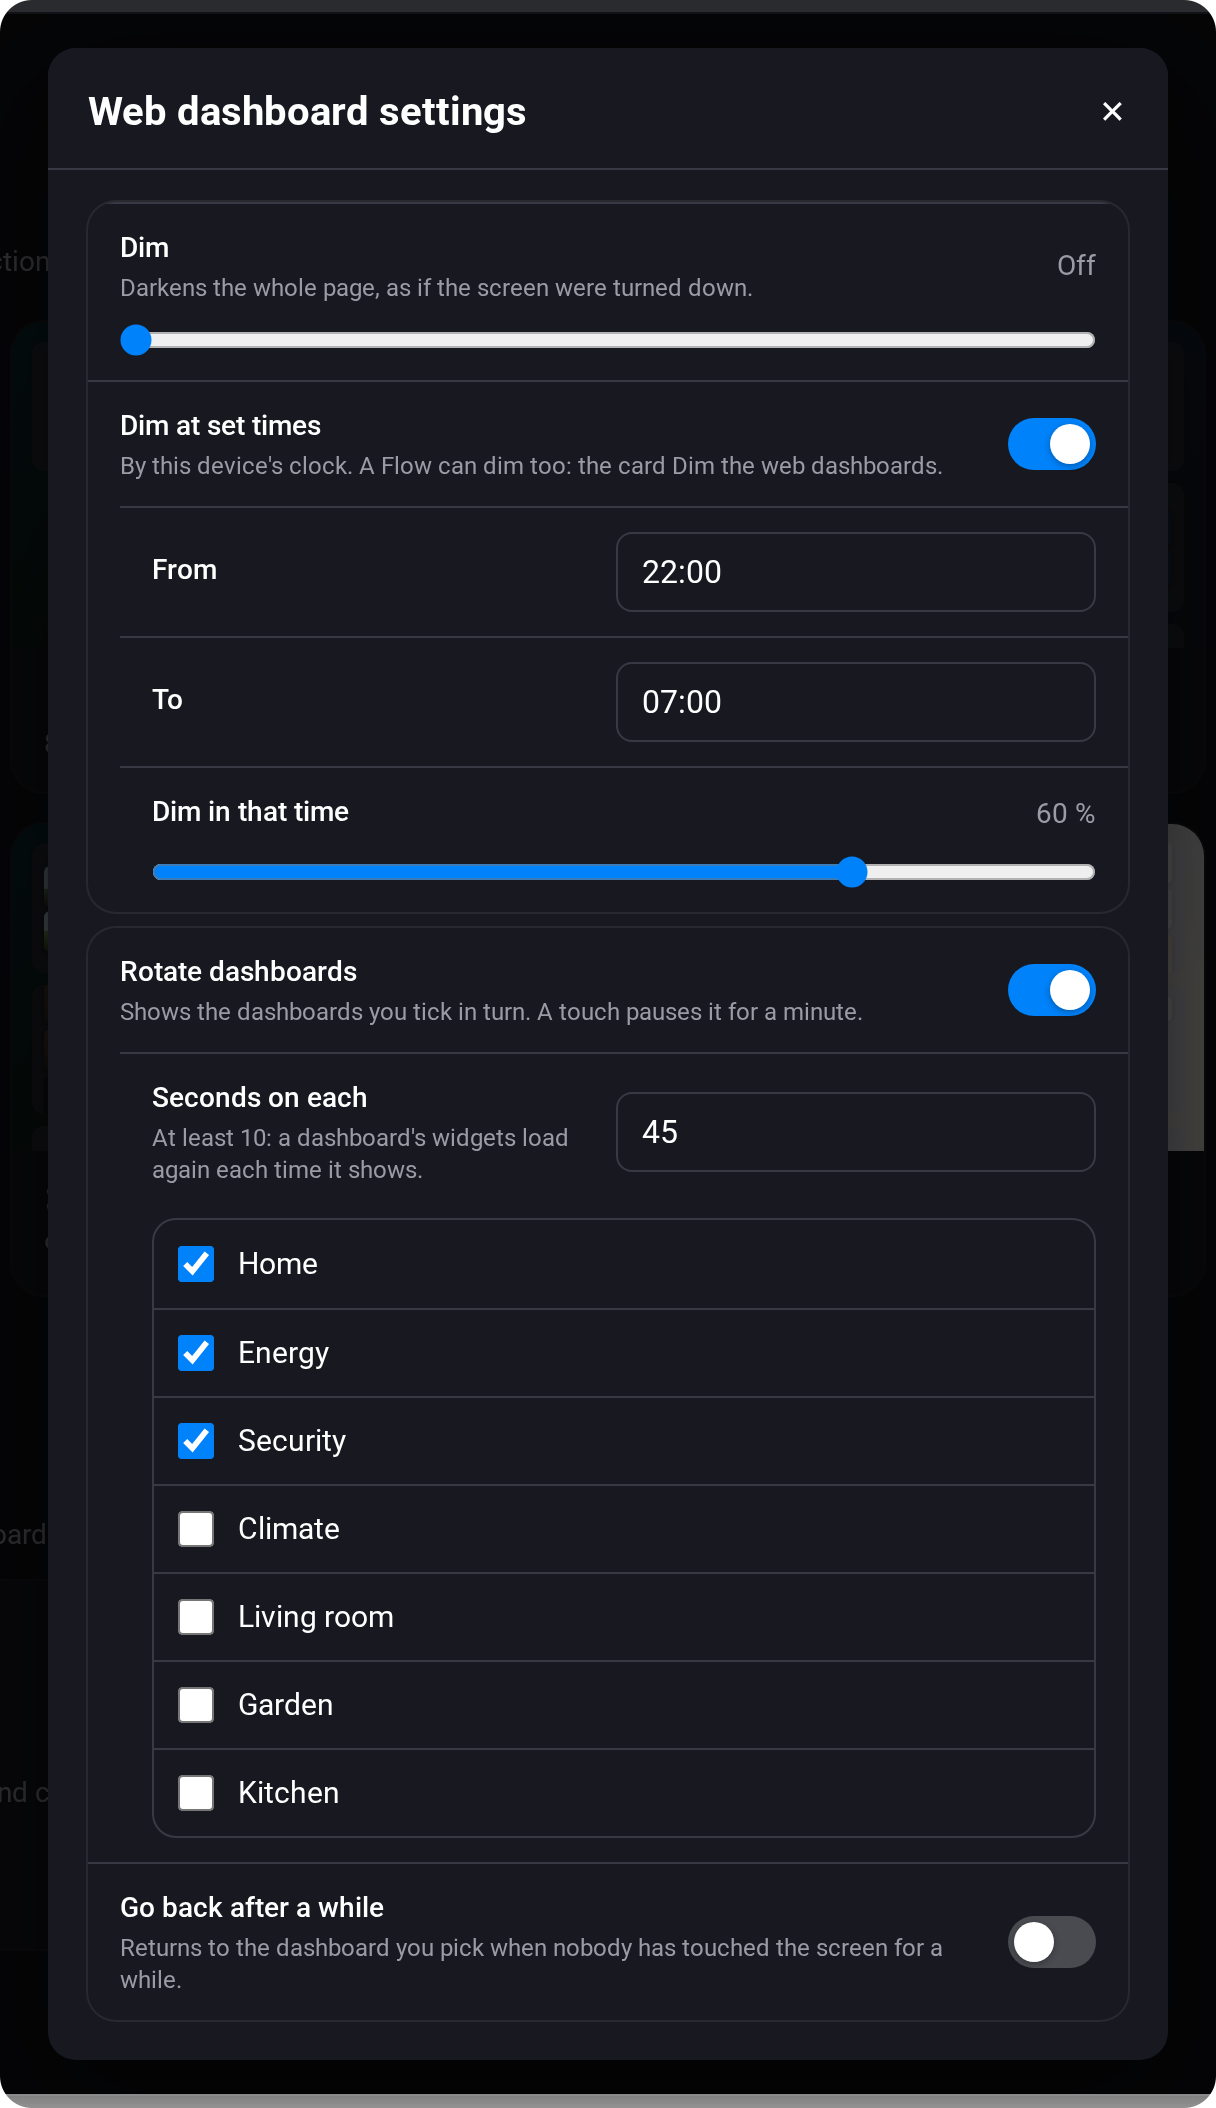 Web dashboard settings
Dim
Off
Darkens the whole page, as if the screen were turned down.
Dim at set times
By this device's clock. A Flow can dim too: the card Dim the web dashboards.
From
22:00
To
07:00
Dim in that time
60 %
Rotate dashboards
Shows the dashboards you tick in turn. A touch pauses it for a minute.
Seconds on each
At least 10: a dashboard's widgets load
again each time it shows.
45
Home
Energy
Security
Climate
Living room
Garden
Kitchen
Go back after a while
Returns to the dashboard you pick when nobody has touched the screen for a
while.